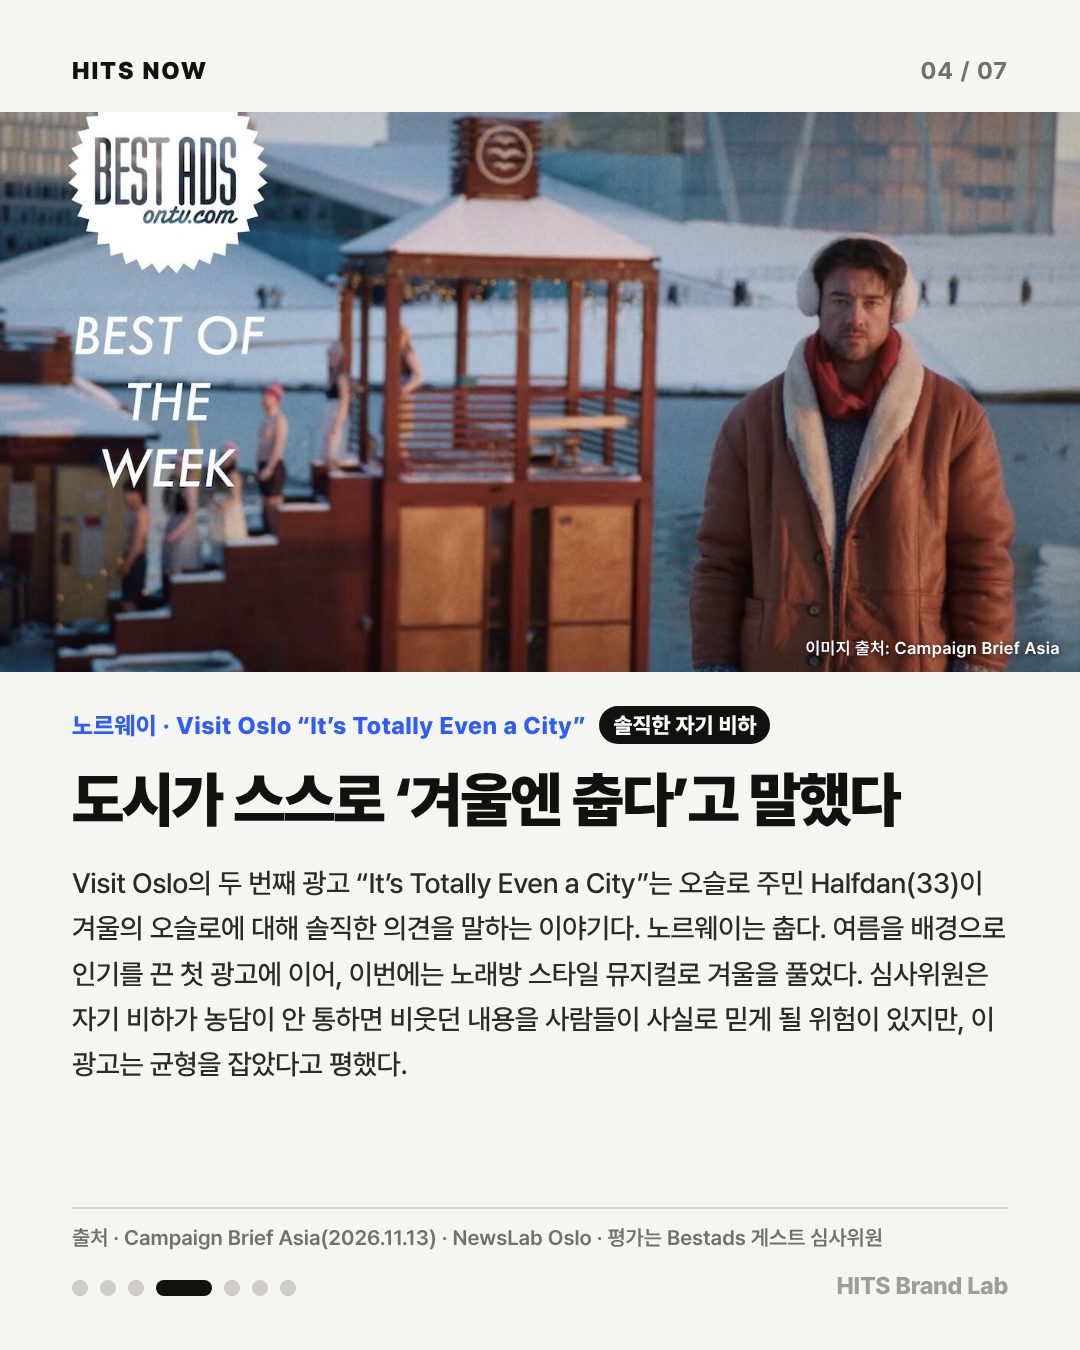 HITS NOW
04 / 07
BEST ADS
ontv.com
BEST OF
THE
WEEK
이미지 출처: Campaign Brief Asia
노르웨이 · Visit Oslo “It’s Totally Even a City”
솔직한 자기 비하
도시가 스스로 ‘겨울엔 춥다’고 말했다
Visit Oslo의 두 번째 광고 “It’s Totally Even a City”는 오슬로 주민 Halfdan(33)이
겨울의 오슬로에 대해 솔직한 의견을 말하는 이야기다. 노르웨이는 춥다. 여름을 배경으로
인기를 끈 첫 광고에 이어, 이번에는 노래방 스타일 뮤지컬로 겨울을 풀었다. 심사위원은
자기 비하가 농담이 안 통하면 비웃던 내용을 사람들이 사실로 믿게 될 위험이 있지만, 이
광고는 균형을 잡았다고 평했다.
출처 · Campaign Brief Asia(2026.11.13) · NewsLab Oslo · 평가는 Bestads 게스트 심사위원
HITS Brand Lab